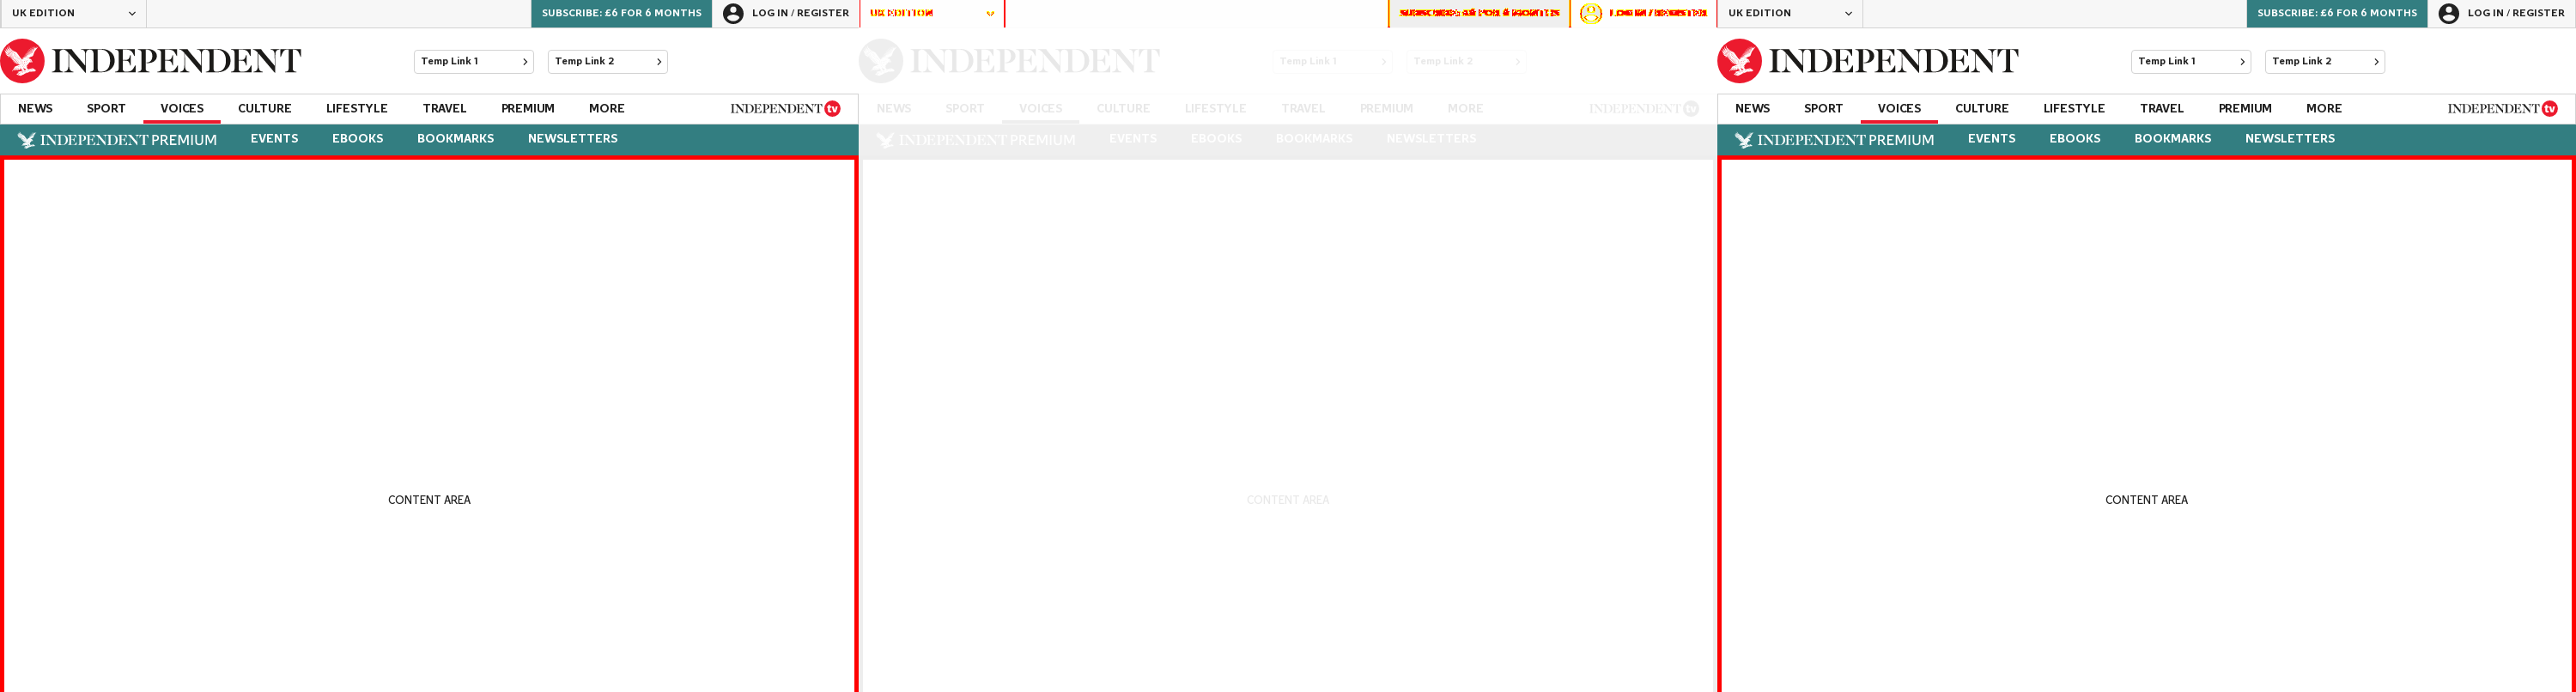 UK EDITION SUBSCRIBE: £6 FOR 6 MONTHS LOG IN / REGISTER
INDEPENDENT Temp Link 1 Temp Link 2
NEWS SPORT VOICES CULTURE LIFESTYLE TRAVEL PREMIUM MORE INDEPENDENT tv
INDEPENDENT PREMIUM EVENTS EBOOKS BOOKMARKS NEWSLETTERS
CONTENT AREA
UK EDITION SUBSCRIBE: £6 FOR 6 MONTHS LOG IN / REGISTER
INDEPENDENT Temp Link 1 Temp Link 2
NEWS SPORT VOICES CULTURE LIFESTYLE TRAVEL PREMIUM MORE INDEPENDENT tv
INDEPENDENT PREMIUM EVENTS EBOOKS BOOKMARKS NEWSLETTERS
CONTENT AREA
UK EDITION SUBSCRIBE: £6 FOR 6 MONTHS LOG IN / REGISTER
INDEPENDENT Temp Link 1 Temp Link 2
NEWS SPORT VOICES CULTURE LIFESTYLE TRAVEL PREMIUM MORE INDEPENDENT tv
INDEPENDENT PREMIUM EVENTS EBOOKS BOOKMARKS NEWSLETTERS
CONTENT AREA